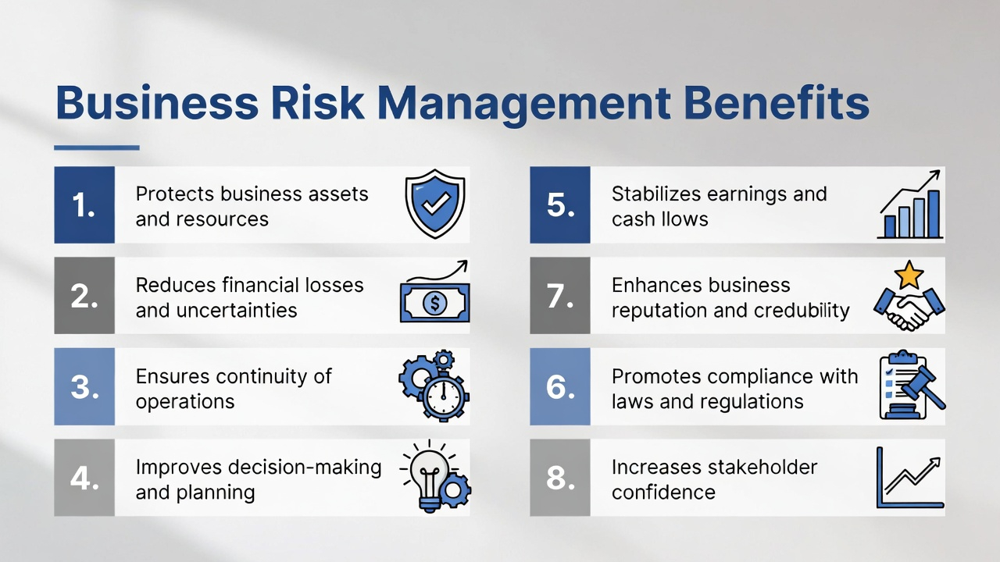 Business Risk Management Benefits
1.
Protects business assets
and resources
2.
Reduces financial losses
and uncertainties
3.
Ensures continuity of
operations
4.
Improves decision-making
and planning
5.
Stabilizes earnings and
cash llows
7.
Enhances business
reputation and credubility
6.
Promotes compliance with
laws and regulations
8.
Increases stakeholder
confidence
$